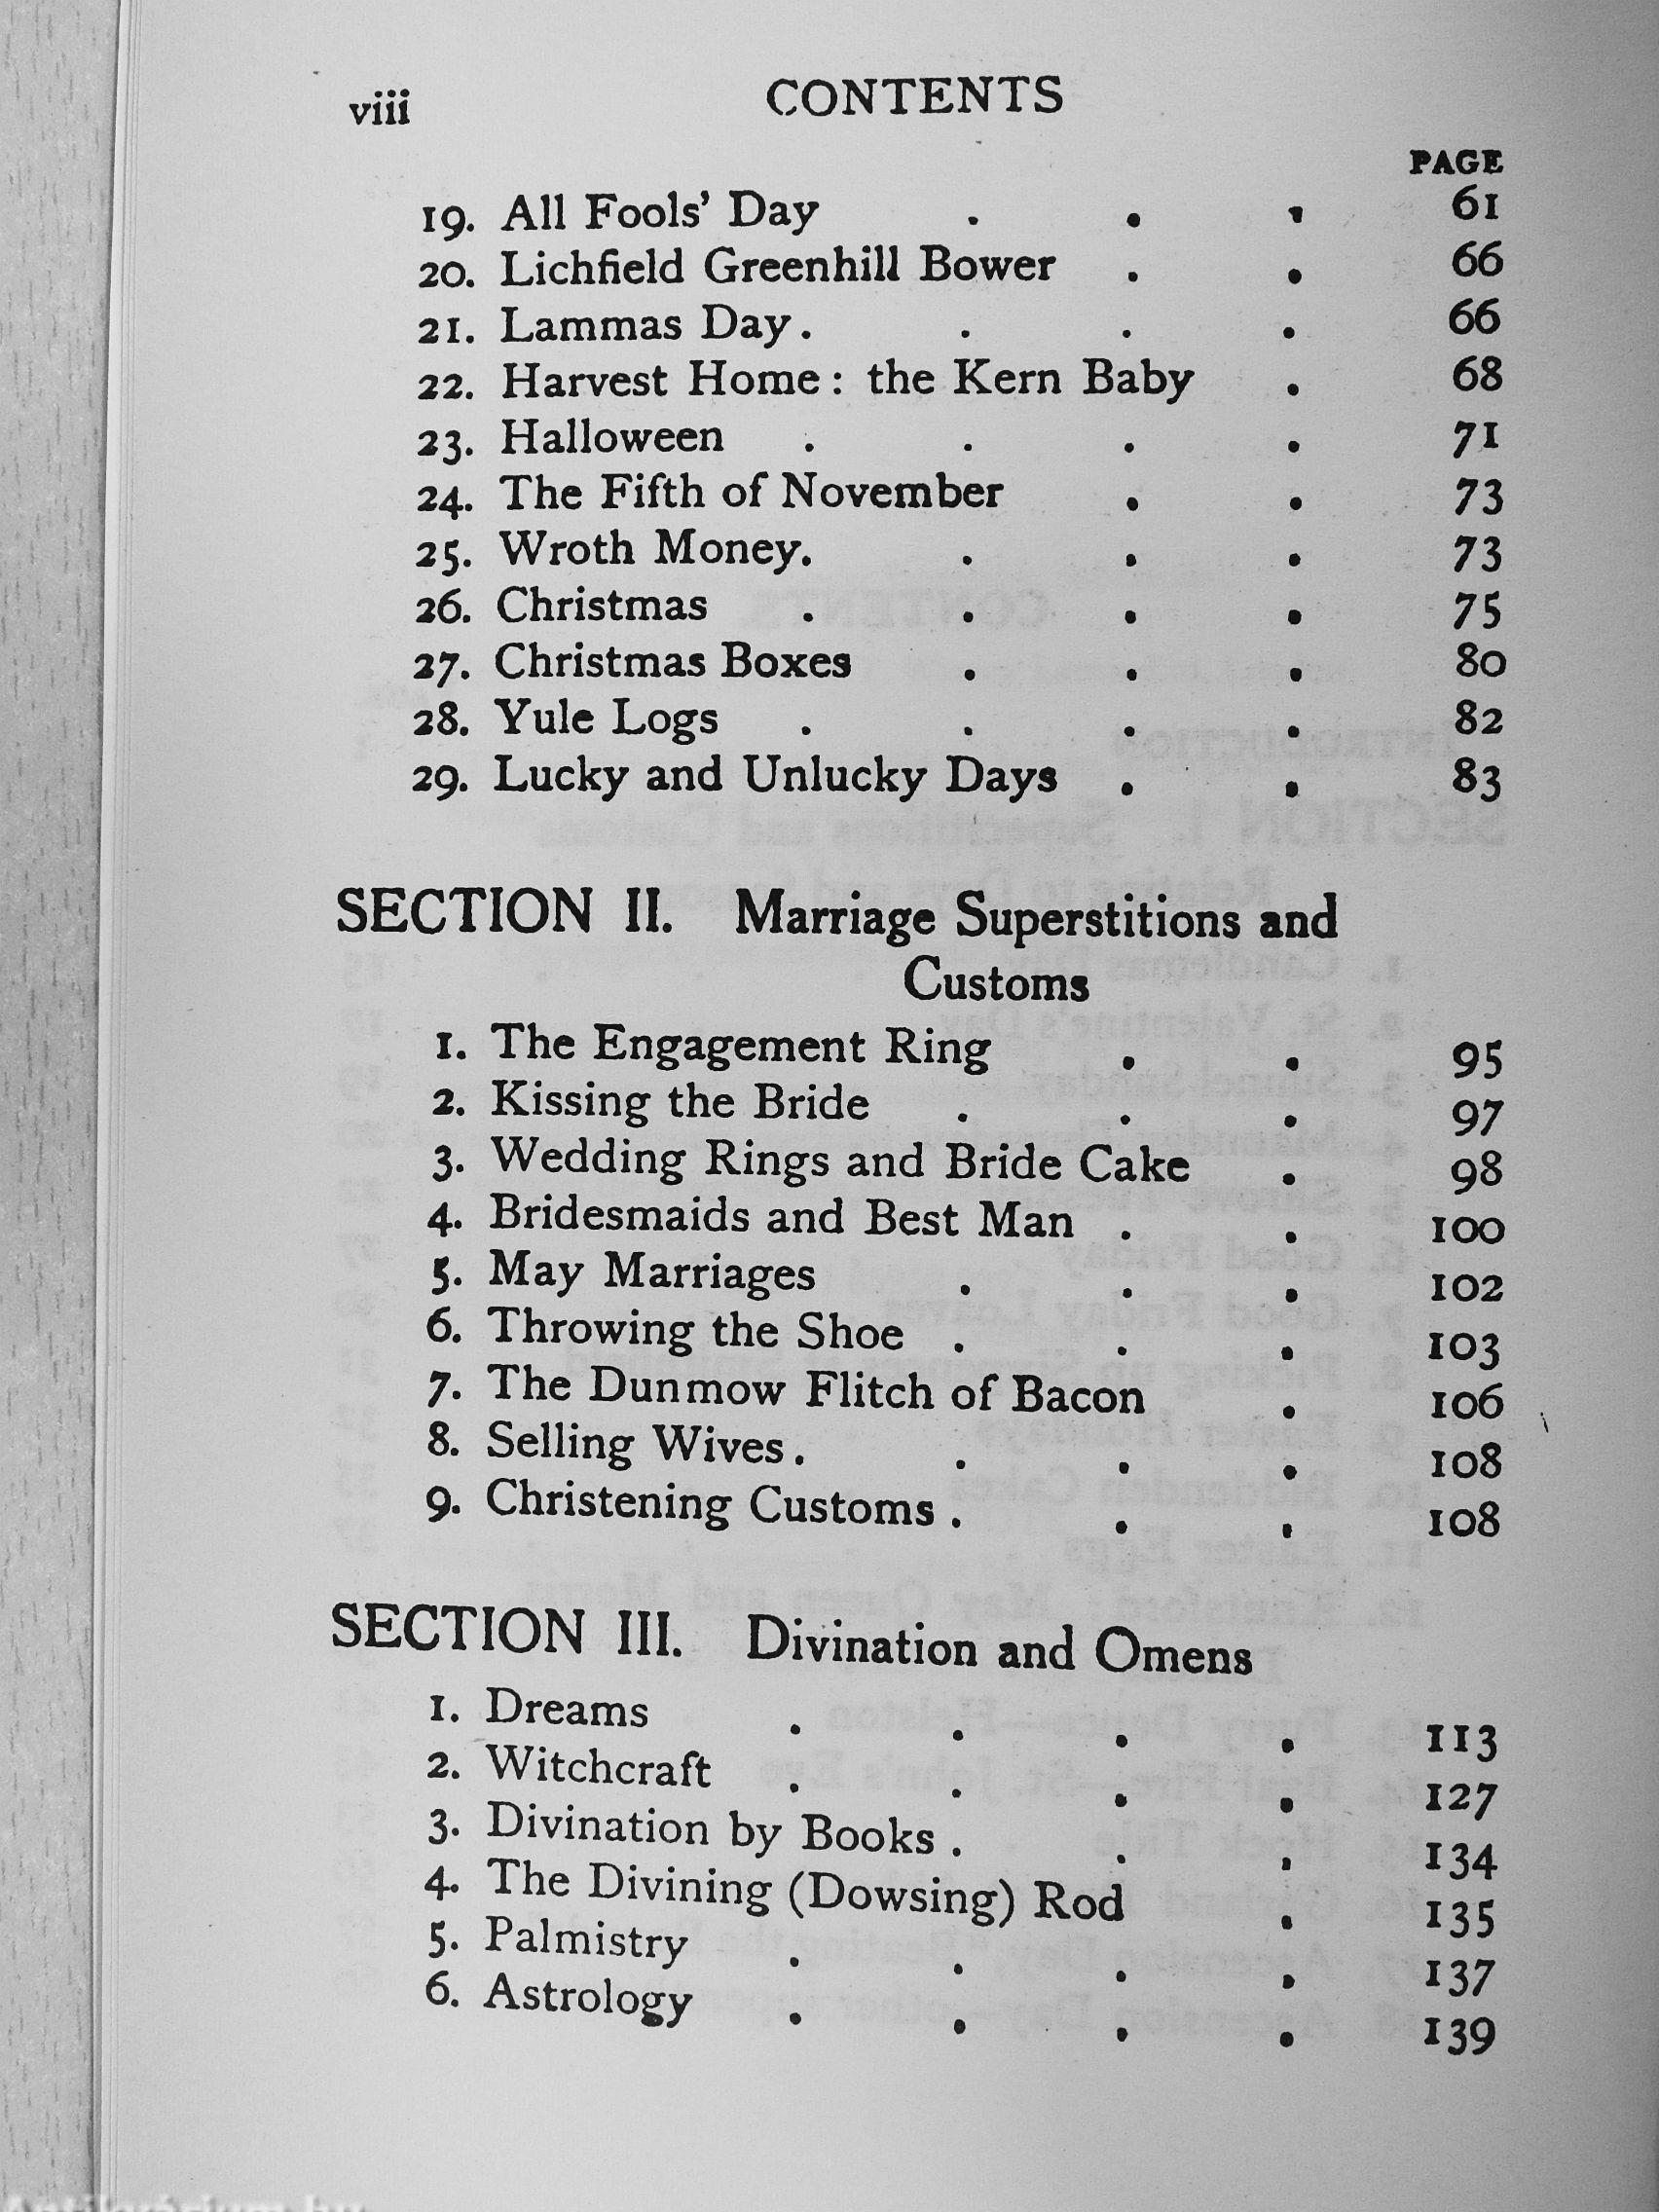 viii CONTENTS
PAGE
19. All Fools' Day . . . 61
20. Lichfield Greenhill Bower . . 66
21. Lammas Day . . . . 66
22. Harvest Home : the Kern Baby . 68
23. Halloween . . . . 71
24. The Fifth of November . . 73
25. Wroth Money . . . . 73
26. Christmas . . . . 75
27. Christmas Boxes . . . 80
28. Yule Logs . . . . 82
29. Lucky and Unlucky Days . . 83
SECTION II. Marriage Superstitions and
Customs
1. The Engagement Ring . . 95
2. Kissing the Bride . . . 97
3. Wedding Rings and Bride Cake . 98
4. Bridesmaids and Best Man . . 100
5. May Marriages . . . 102
6. Throwing the Shoe . . . 103
7. The Dunmow Flitch of Bacon . 106
8. Selling Wives . . . . 108
9. Christening Customs . . . 108
SECTION III. Divination and Omens
1. Dreams . . . . 113
2. Witchcraft . . . . 127
3. Divination by Books . . . 134
4. The Divining (Dowsing) Rod . 135
5. Palmistry . . . . 137
6. Astrology . . . . 139